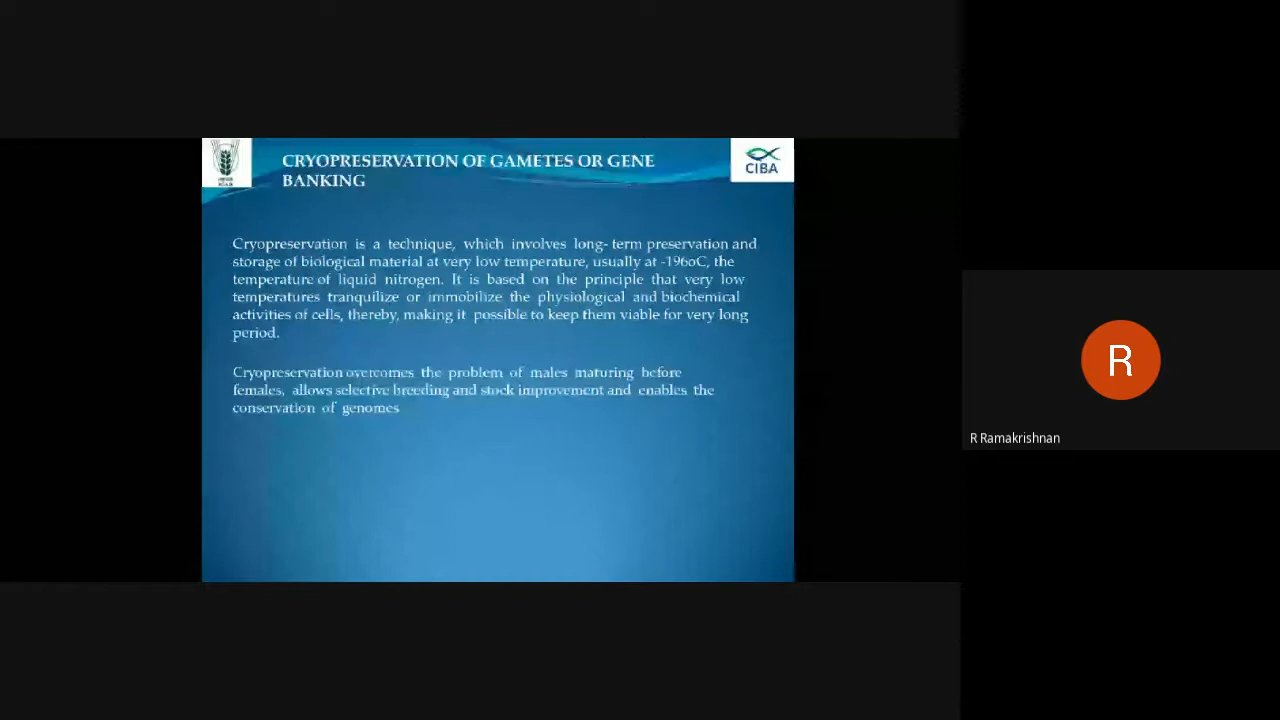 CRYOPRESERVATION OF GAMETES OR GENE
BANKING
CIBA
Cryopreservation is a technique, which involves long- term preservation and
storage of biological material at very low temperature, usually at -196oC, the
temperature of liquid nitrogen. It is based on the principle that very low
temperatures tranquilize or immobilize the physiological and biochemical
activities of cells, thereby, making it possible to keep them viable for very long
period.
Cryopreservation overcomes the problem of males maturing before
females, allows selective breeding and stock improvement and enables the
conservation of genomes
R
R Ramakrishnan